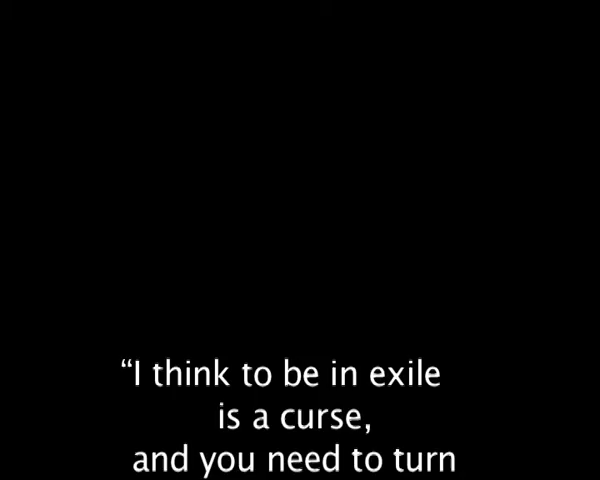 “I think to be in exile
is a curse,
and you need to turn